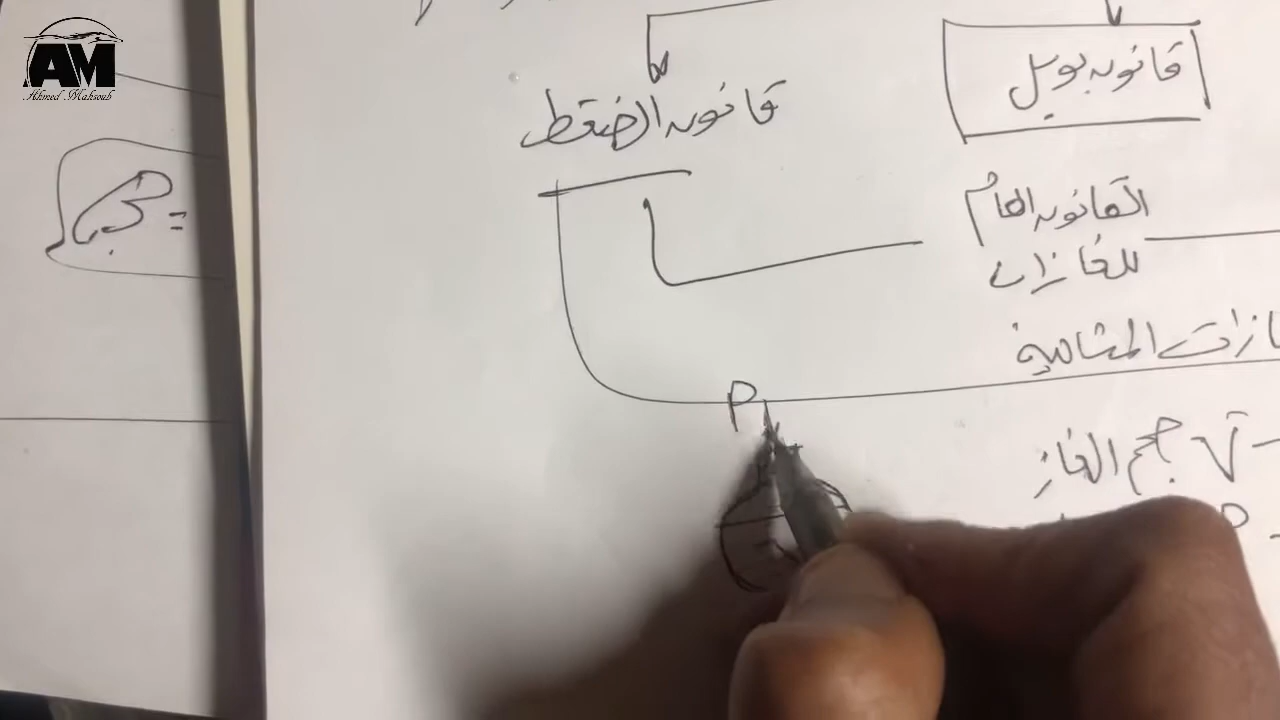 AM
Ahmed Maksoub
قانون بويل
قانون الضغط
القانون العام
للغازات
ازات المثالية
P
V حجم الغاز
P